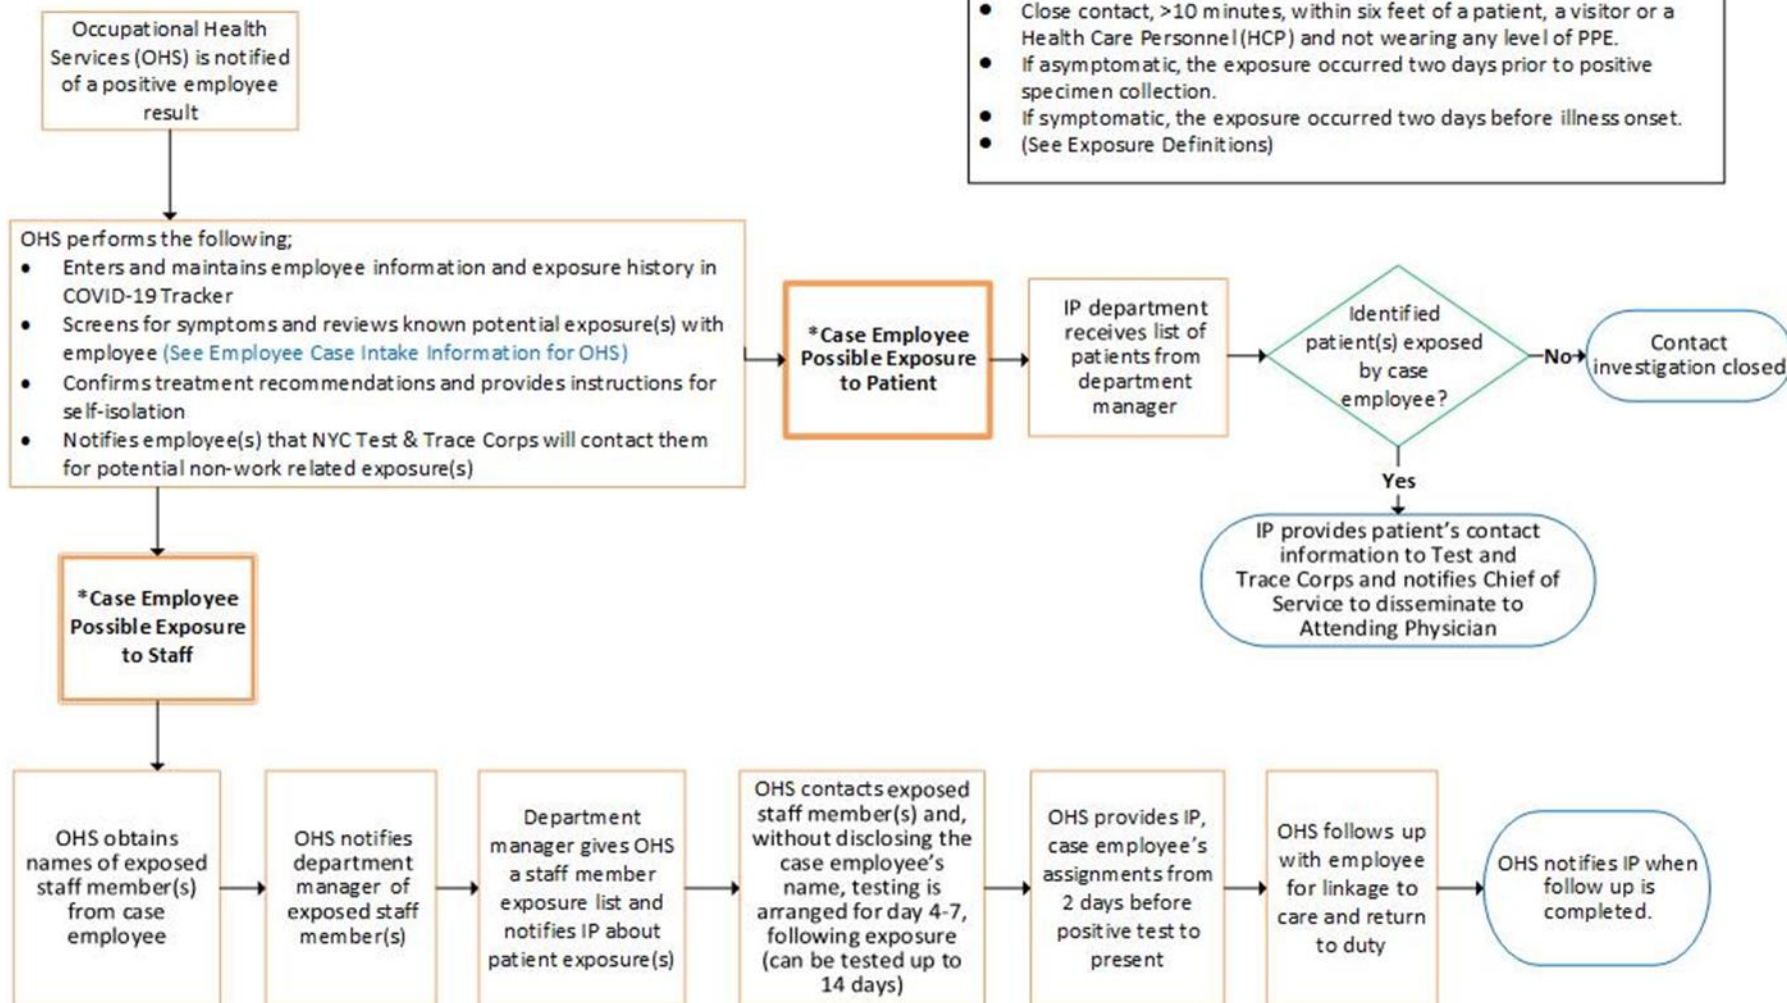 Occupational Health
Services (OHS) is notified
of a positive employee
result
• Close contact, >10 minutes, within six feet of a patient, a visitor or a
Health Care Personnel (HCP) and not wearing any level of PPE.
• If asymptomatic, the exposure occurred two days prior to positive
specimen collection.
• If symptomatic, the exposure occurred two days before illness onset.
• (See Exposure Definitions)
OHS performs the following;
• Enters and maintains employee information and exposure history in
COVID-19 Tracker
• Screens for symptoms and reviews known potential exposure(s) with
employee (See Employee Case Intake Information for OHS)
• Confirms treatment recommendations and provides instructions for
self-isolation
• Notifies employee(s) that NYC Test & Trace Corps will contact them
for potential non-work related exposure(s)
*Case Employee
Possible Exposure
to Patient
IP department
receives list of
patients from
department
manager
Identified
patient(s) exposed
by case
employee?
No
Contact
investigation closed
Yes
IP provides patient's contact
information to Test and
Trace Corps and notifies Chief of
Service to disseminate to
Attending Physician
*Case Employee
Possible Exposure
to Staff
OHS obtains
names of exposed
staff member(s)
from case
employee
OHS notifies
department
manager of
exposed staff
member(s)
Department
manager gives OHS
a staff member
exposure list and
notifies IP about
patient exposure(s)
OHS contacts exposed
staff member(s) and,
without disclosing the
case employee's
name, testing is
arranged for day 4-7,
following exposure
(can be tested up to
14 days)
OHS provides IP,
case employee's
assignments from
2 days before
positive test to
present
OHS follows up
with employee
for linkage to
care and return
to duty
OHS notifies IP when
follow up is
completed.